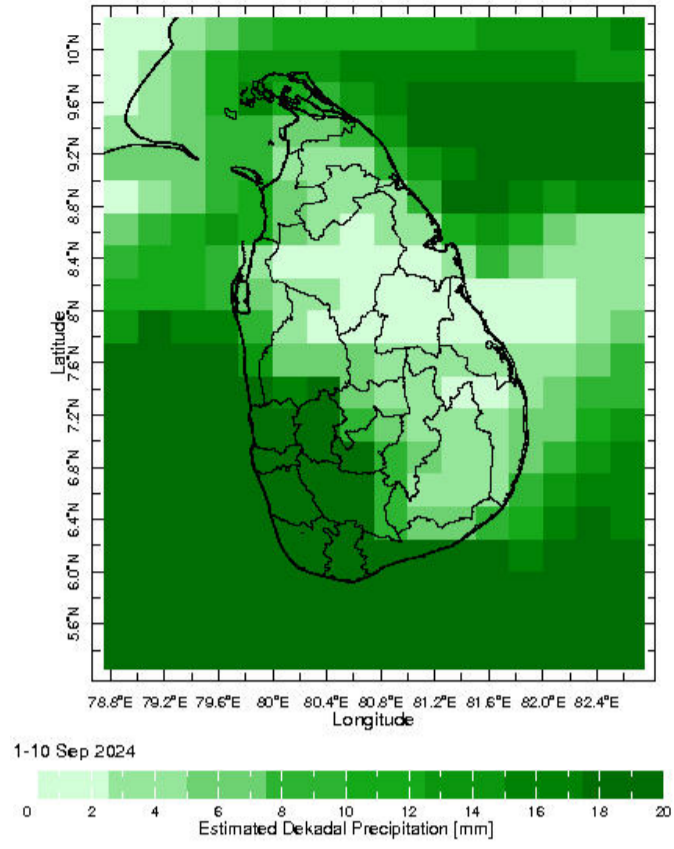 10°N
9.6°N
9.2°N
8.8°N
8.4°N
8°N
7.6°N
7.2°N
6.8°N
6.4°N
6.0°N
5.6°N
Latitude
78.8°E 79.2°E 79.6°E 80°E 80.4°E 80.8°E 81.2°E 81.6°E 82.0°E 82.4°E
Longitude
1-10 Sep 2024
0 2 4 6 8 10 12 14 16 18 20
Estimated Dekadal Precipitation [mm]